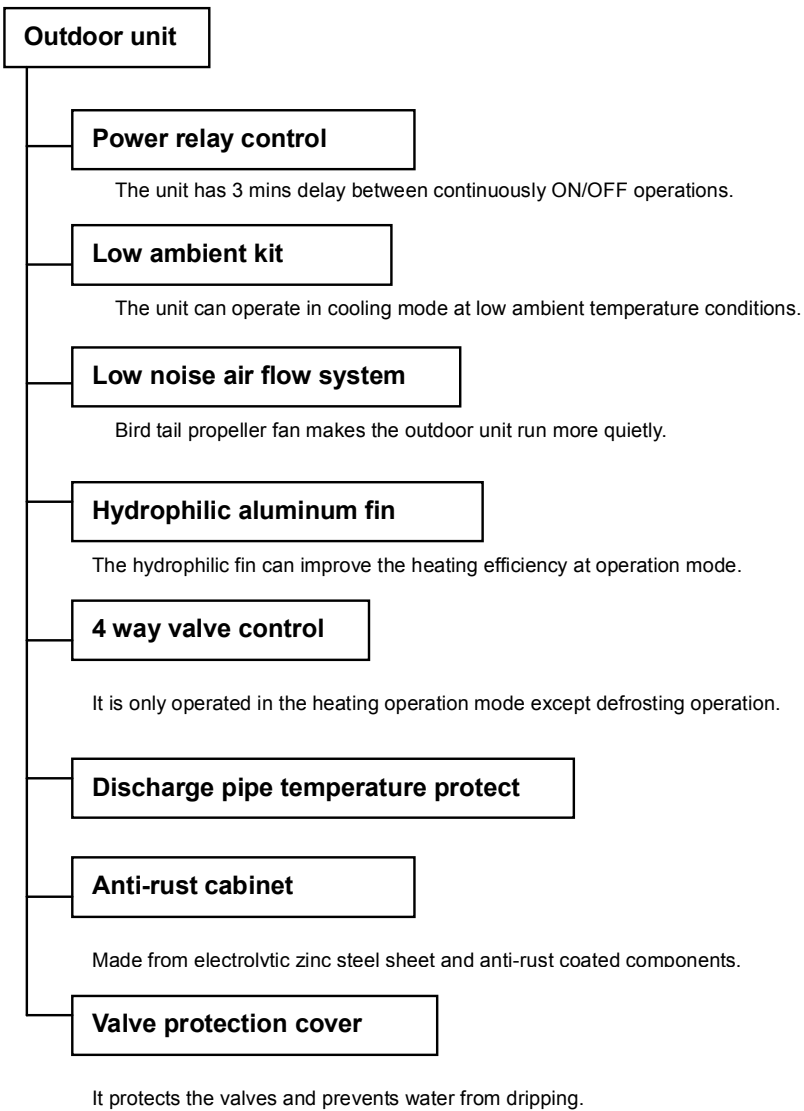 Outdoor unit
Power relay control
The unit has 3 mins delay between continuously ON/OFF operations.
Low ambient kit
The unit can operate in cooling mode at low ambient temperature conditions.
Low noise air flow system
Bird tail propeller fan makes the outdoor unit run more quietly.
Hydrophilic aluminum fin
The hydrophilic fin can improve the heating efficiency at operation mode.
4 way valve control
It is only operated in the heating operation mode except defrosting operation.
Discharge pipe temperature protect
Anti-rust cabinet
Made from electrolytic zinc steel sheet and anti-rust coated components.
Valve protection cover
It protects the valves and prevents water from dripping.